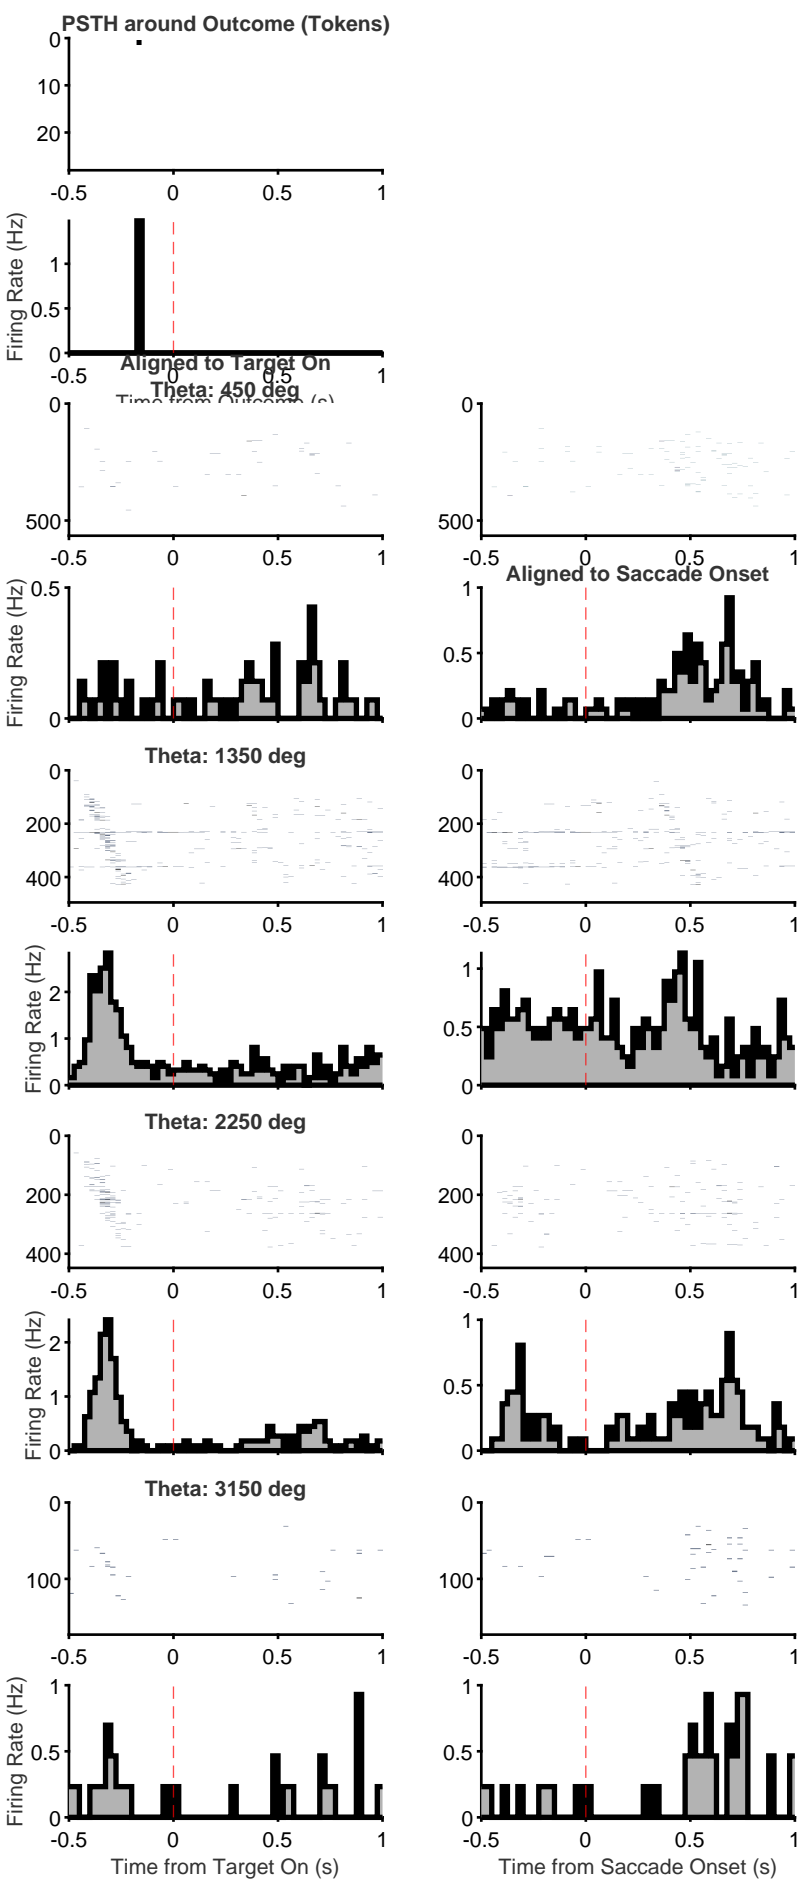 PSTH around Outcome (Tokens)
0
10
20
-0.5 0 0.5 1
Firing Rate (Hz)
1
0.5
0
-0.5 0 0.5 1
Time from Outcome (s)
Aligned to Target On
Theta: 450 deg
0
500
-0.5 0 0.5 1
0
500
-0.5 0 0.5 1
Firing Rate (Hz)
0.5
0
Aligned to Saccade Onset
1
0.5
0
Theta: 1350 deg
0
200
400
-0.5 0 0.5 1
0
200
400
-0.5 0 0.5 1
Firing Rate (Hz)
2
1
0
1
0.5
0
Theta: 2250 deg
0
200
400
-0.5 0 0.5 1
0
200
400
-0.5 0 0.5 1
Firing Rate (Hz)
2
1
0
1
0.5
0
Theta: 3150 deg
0
100
-0.5 0 0.5 1
0
100
-0.5 0 0.5 1
Firing Rate (Hz)
1
0.5
0
-0.5 0 0.5 1
Time from Target On (s)
1
0.5
0
-0.5 0 0.5 1
Time from Saccade Onset (s)